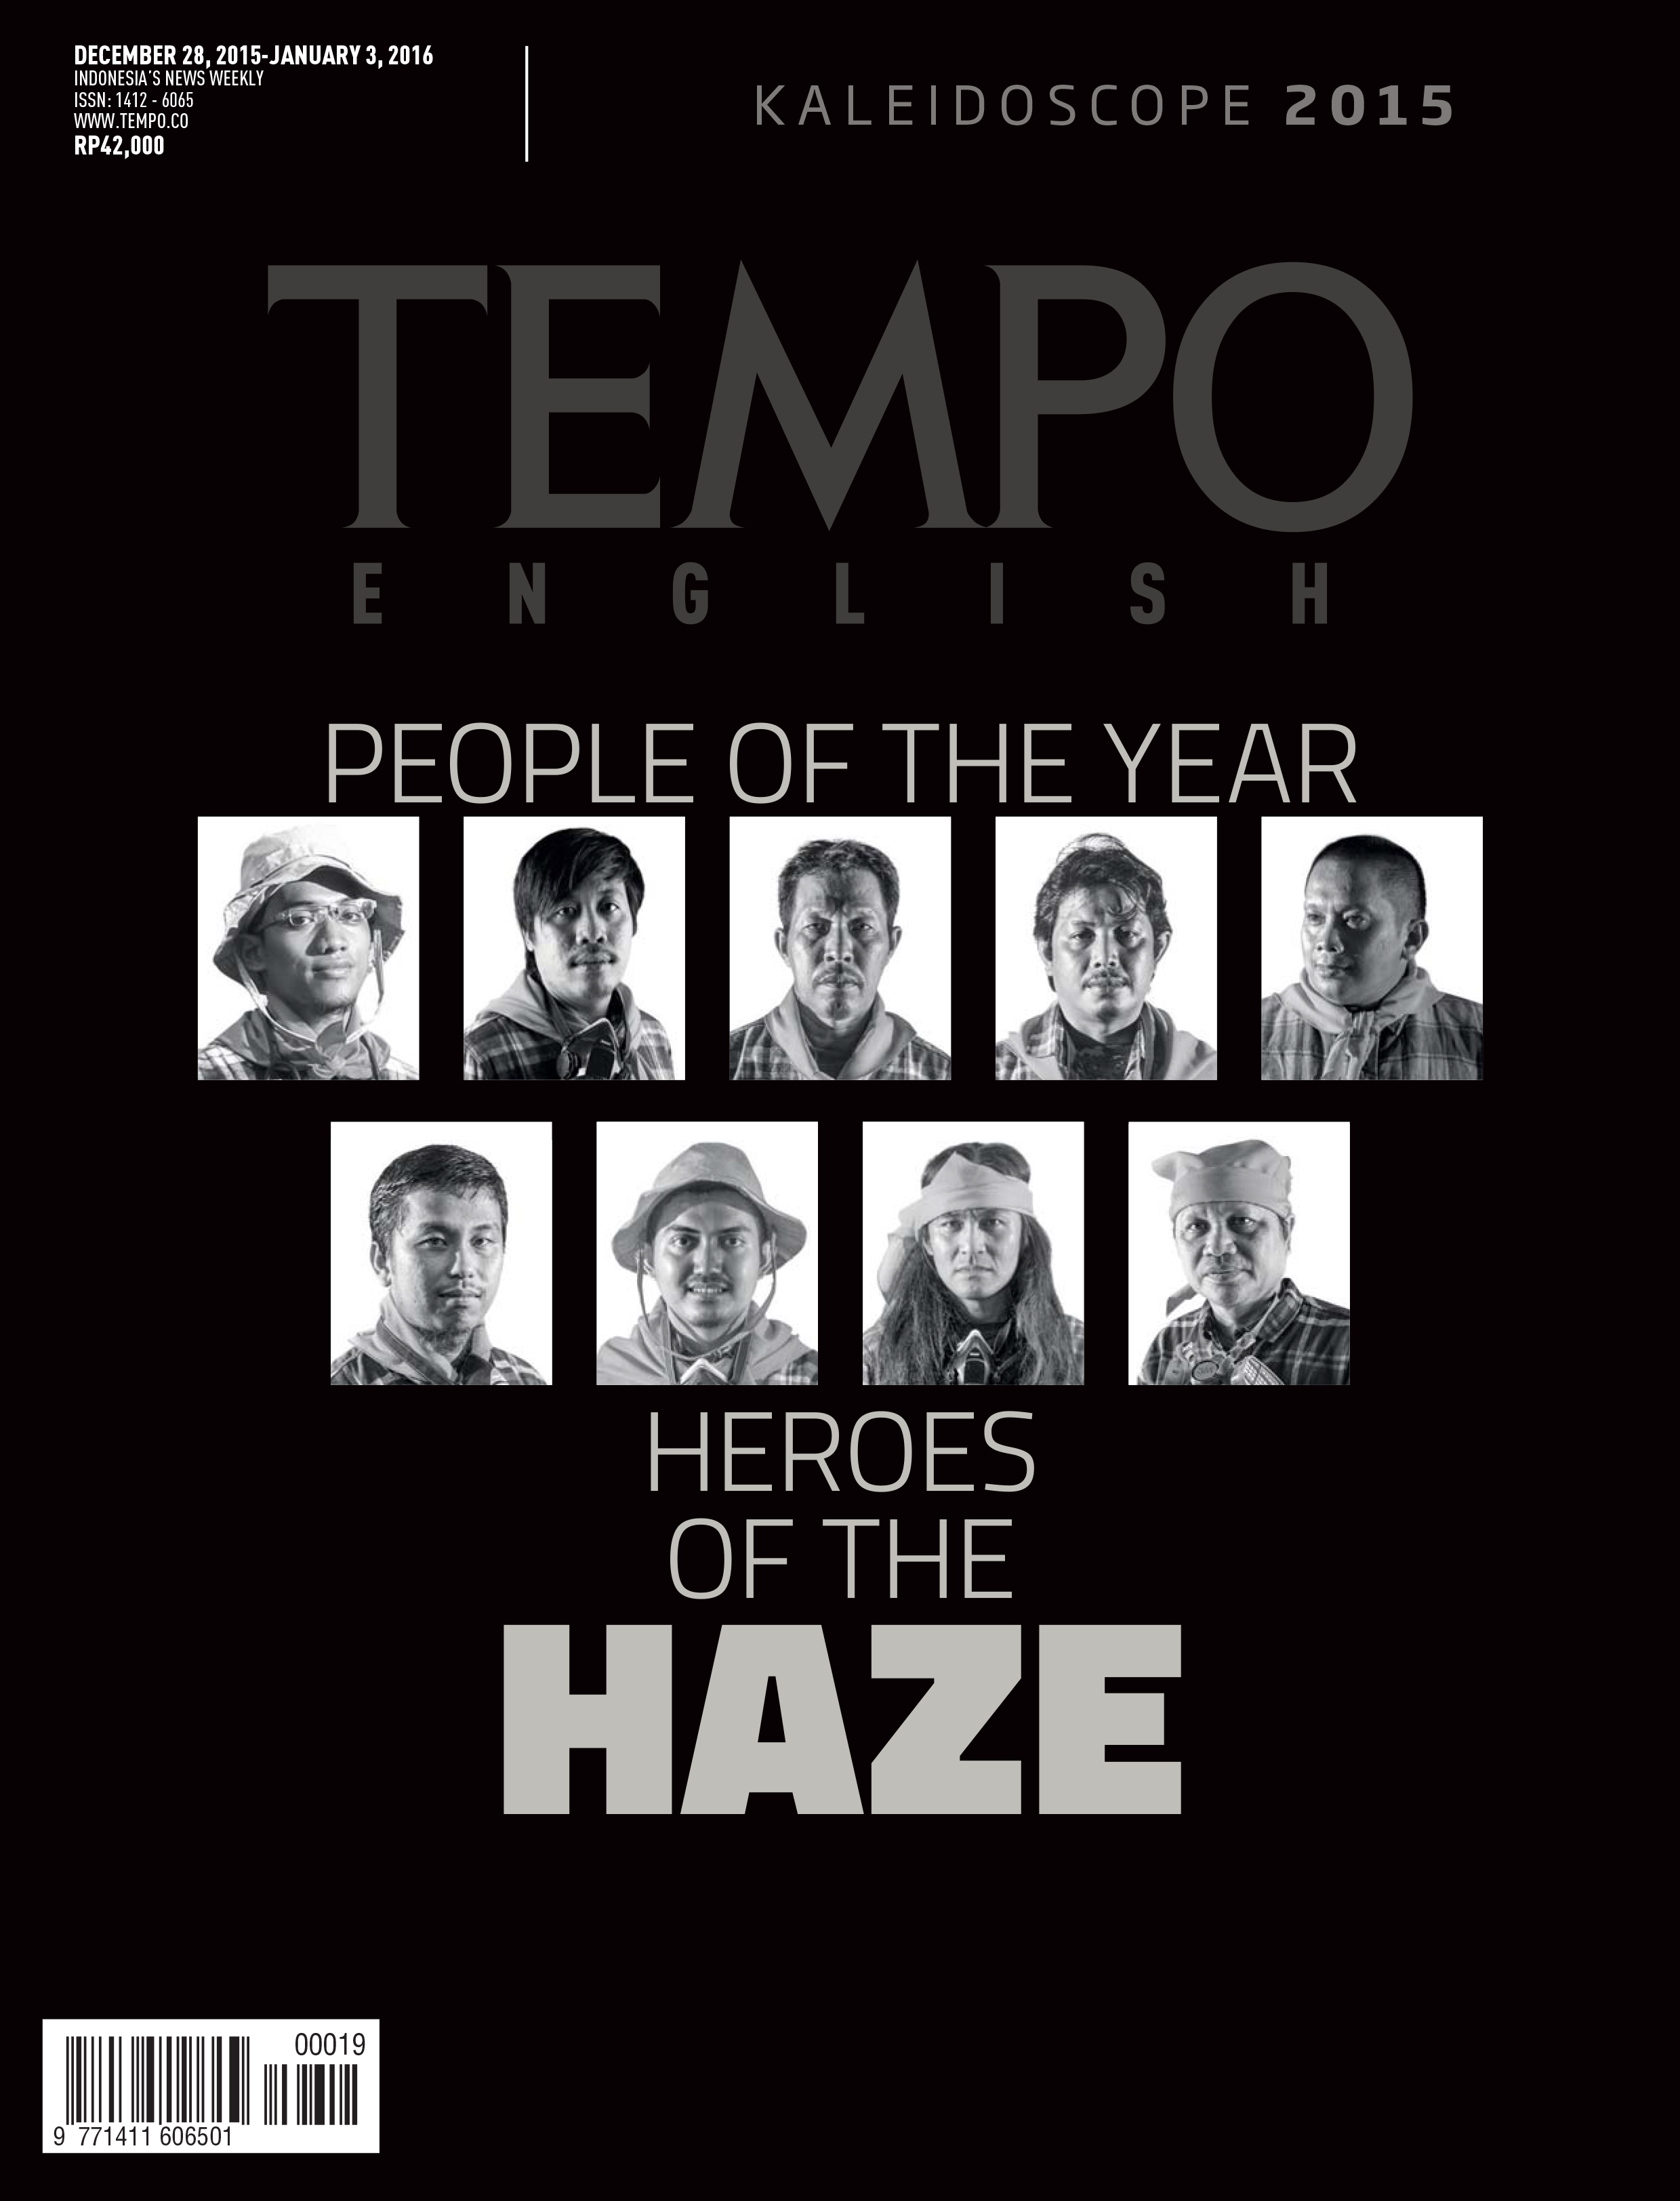 DECEMBER 28, 2015-JANUARY 3, 2016
INDONESIA'S NEWS WEEKLY
ISSN: 1412 - 6065
WWW.TEMPO.CO
RP42,000
KALEIDOSCOPE 2015
TEMPO
ENGLISH
PEOPLE OF THE YEAR
HEROES
OF THE
HAZE
00019
9 771411 606501